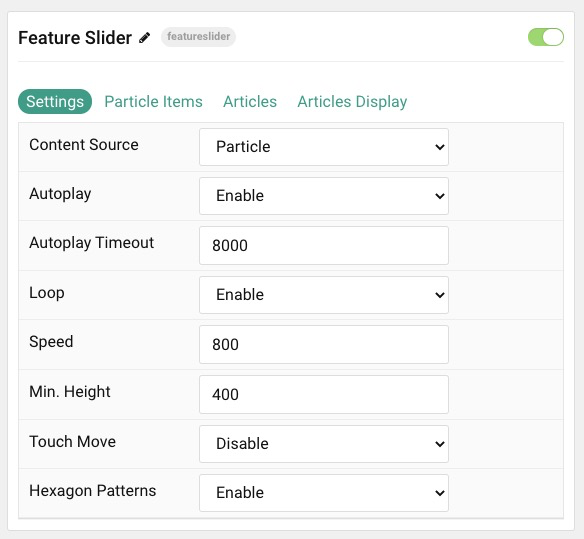 Feature Slider featureslider
Settings Particle Items Articles Articles Display
Content Source Particle
Autoplay Enable
Autoplay Timeout 8000
Loop Enable
Speed 800
Min. Height 400
Touch Move Disable
Hexagon Patterns Enable